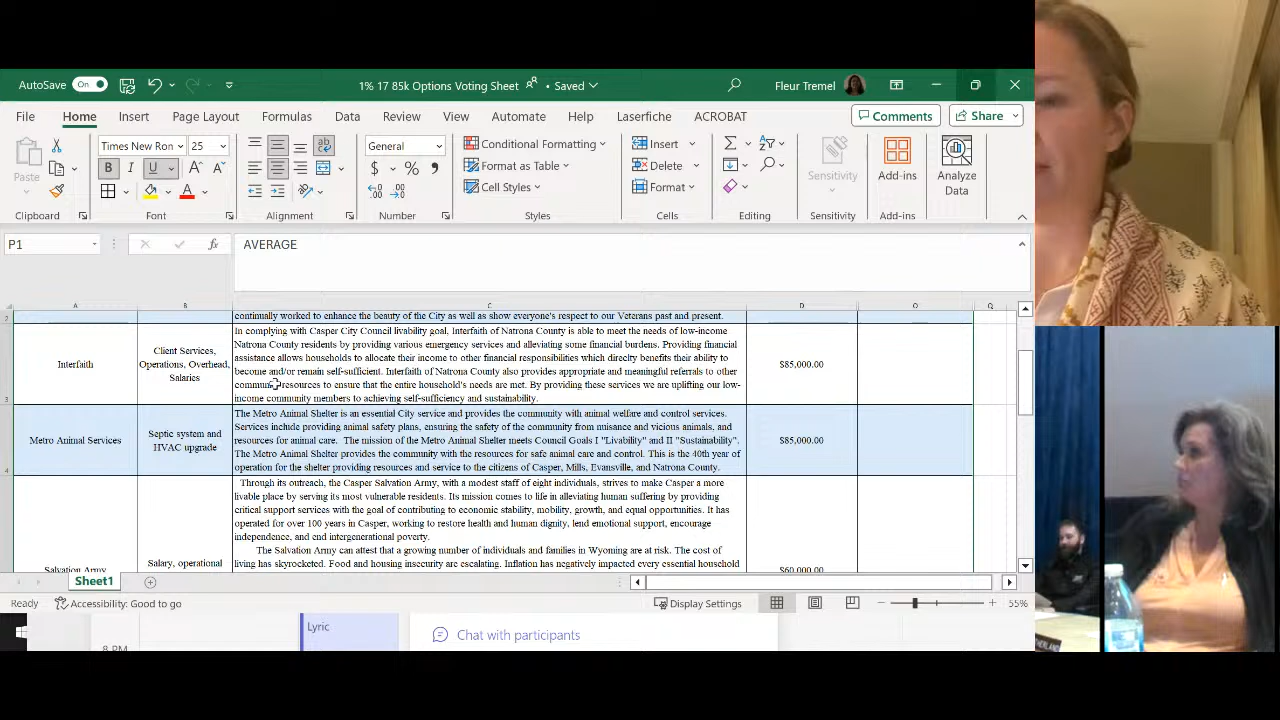 AutoSave On
1% 17 85k Options Voting Sheet • Saved
Fleur Tremel
File Home Insert Page Layout Formulas Data Review View Automate Help Laserfiche ACROBAT
Comments Share
Paste
Times New Ron 25
B I U
General
$ % ,
Conditional Formatting
Format as Table
Cell Styles
Insert
Delete
Format
Sensitivity
Add-ins
Analyze
Data
Clipboard Font Alignment Number Styles Cells Editing Sensitivity Add-ins
P1 fx AVERAGE
A B C D O Q
2 continually worked to enhance the beauty of the City as well as show everyone's respect to our Veterans past and present.
3
Interfaith
Client Services,
Operations, Overhead,
Salaries
In complying with Casper City Council livability goal, Interfaith of Natrona County is able to meet the needs of low-income
Natrona County residents by providing various emergency services and alleviating some financial burdens. Providing financial
assistance allows households to allocate their income to other financial responsibilities which direclty benefites their ability to
become and/or remain self-sufficient. Interfaith of Natrona County also provides appropriate and meaningful referrals to other
resources to ensure that the entire household's needs are met. By providing these services we are uplifting our low-
income community members to achieving self-sufficiency and sustainability.
$85,000.00
4
Metro Animal Services
Septic system and
HVAC upgrade
The Metro Animal Shelter is an essential City service and provides the community with animal welfare and control services.
Services include providing animal safety plans, ensuring the safety of the community from nuisance and vicious animals, and
resources for animal care. The mission of the Metro Animal Shelter meets Council Goals I "Livability" and II "Sustainability".
The Metro Animal Shelter provides the community with the resources for safe animal care and control. This is the 40th year of
operation for the shelter providing resources and service to the citizens of Casper, Mills, Evansville, and Natrona County.
$85,000.00
Salvation Army
Salary, operational
Through its outreach, the Casper Salvation Army, with a modest staff of eight individuals, strives to make Casper a more
livable place by serving its most vulnerable residents. Its mission comes to life in alleviating human suffering by providing
critical support services with the goal of contributing to economic stability, mobility, growth, and equal opportunities. It has
operated for over 100 years in Casper, working to restore health and human dignity, lend emotional support, encourage
independence, and end intergenerational poverty.
The Salvation Army can attest that a growing number of individuals and families in Wyoming are at risk. The cost of
living has skyrocketed. Food and housing insecurity are escalating. Inflation has negatively impacted every essential household
$60,000.00
Sheet1
Ready Accessibility: Good to go Display Settings 55%
8 PM
Lyric
Chat with participants